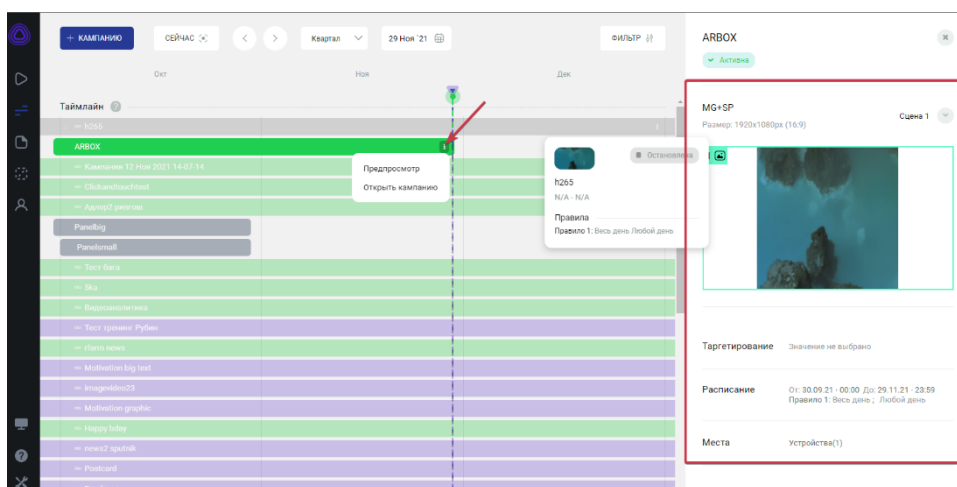 + КАМПАНИЮ
СЕЙЧАС
Квартал
29 Ноя '21
ФИЛЬТР
Окт
Ноя
Дек
Таймлайн ?
∞ h265
ARBOX
Предпросмотр
Открыть кампанию
∞ Кампания 12 Ноя 2021 14-07-14
∞ Clickandtouchtest
Panelbig
Panelsmall
∞ Тест бага
∞ Ska
∞ Видеоаналитика
∞ Тест тренинг Рубин
∞ rfarm news
∞ Motivation big text
∞ Imagevideo23
∞ Motivation graphic
∞ Happy bdey
∞ news2 sputnik
∞ Postcard
Остановлена
h265
N/A - N/A
Правила
Правило 1: Весь день Любой день
ARBOX
Активна
MG+SP
Сцена 1
Размер: 1920x1080px (16:9)
Таргетирование Значение не выбрано
Расписание От: 30.09.21 - 00:00 До: 29.11.21 - 23:59
Правило 1: Весь день ; Любой день
Места Устройства(1)